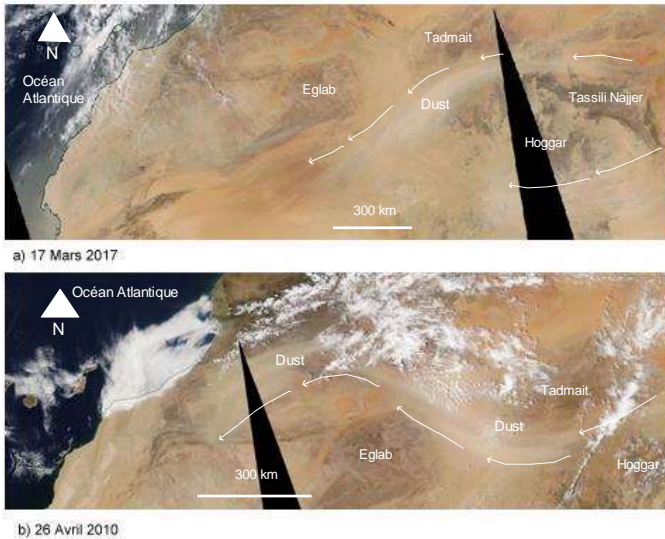 N
Océan
Atlantique
Tadmait
Eglab
Dust
Tassili Najjer
Hoggar
300 km
a) 17 Mars 2017
Océan Atlantique
N
Dust
Tadmait
Dust
Eglab
Hoggar
300 km
b) 26 Avril 2010